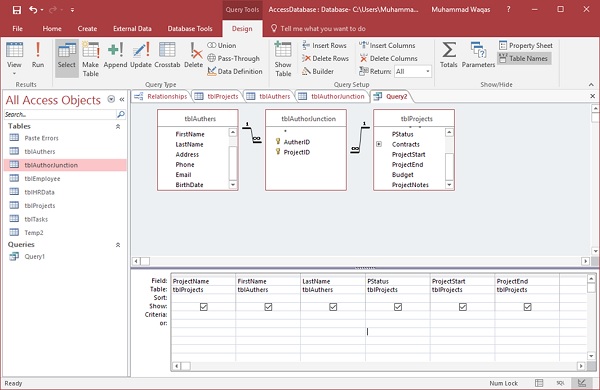 Query Tools
AccessDatabase : Database- C:\Users\Muhamma...
Muhammad Waqas
File
Home
Create
External Data
Database Tools
Design
Tell me what you want to do
View
Run
Results
Select
Make Table
Append
Update
Crosstab
Delete
Union
Pass-Through
Data Definition
Query Type
Show Table
Insert Rows
Delete Rows
Builder
Insert Columns
Delete Columns
Return: All
Query Setup
Totals
Parameters
Property Sheet
Table Names
Show/Hide
All Access Objects
Relationships
tblProjects
tblAuthers
tblAuthorJunction
Query2
Tables
Paste Errors
tblAuthers
tblAuthorJunction
tblEmployee
tblHRData
tblProjects
tblTasks
Temp2
Queries
Query1
tblAuthers
FirstName
LastName
Address
Phone
Email
BirthDate
1
∞
tblAuthorJunction
*
AutherID
ProjectID
1
∞
tblProjects
PStatus
Contracts
ProjectStart
ProjectEnd
Budget
ProjectNotes
Field: ProjectName FirstName LastName PStatus ProjectStart ProjectEnd
Table: tblProjects tblAuthers tblAuthers tblProjects tblProjects tblProjects
Sort:
Show:
Criteria:
or:
Ready
Num Lock
SQL